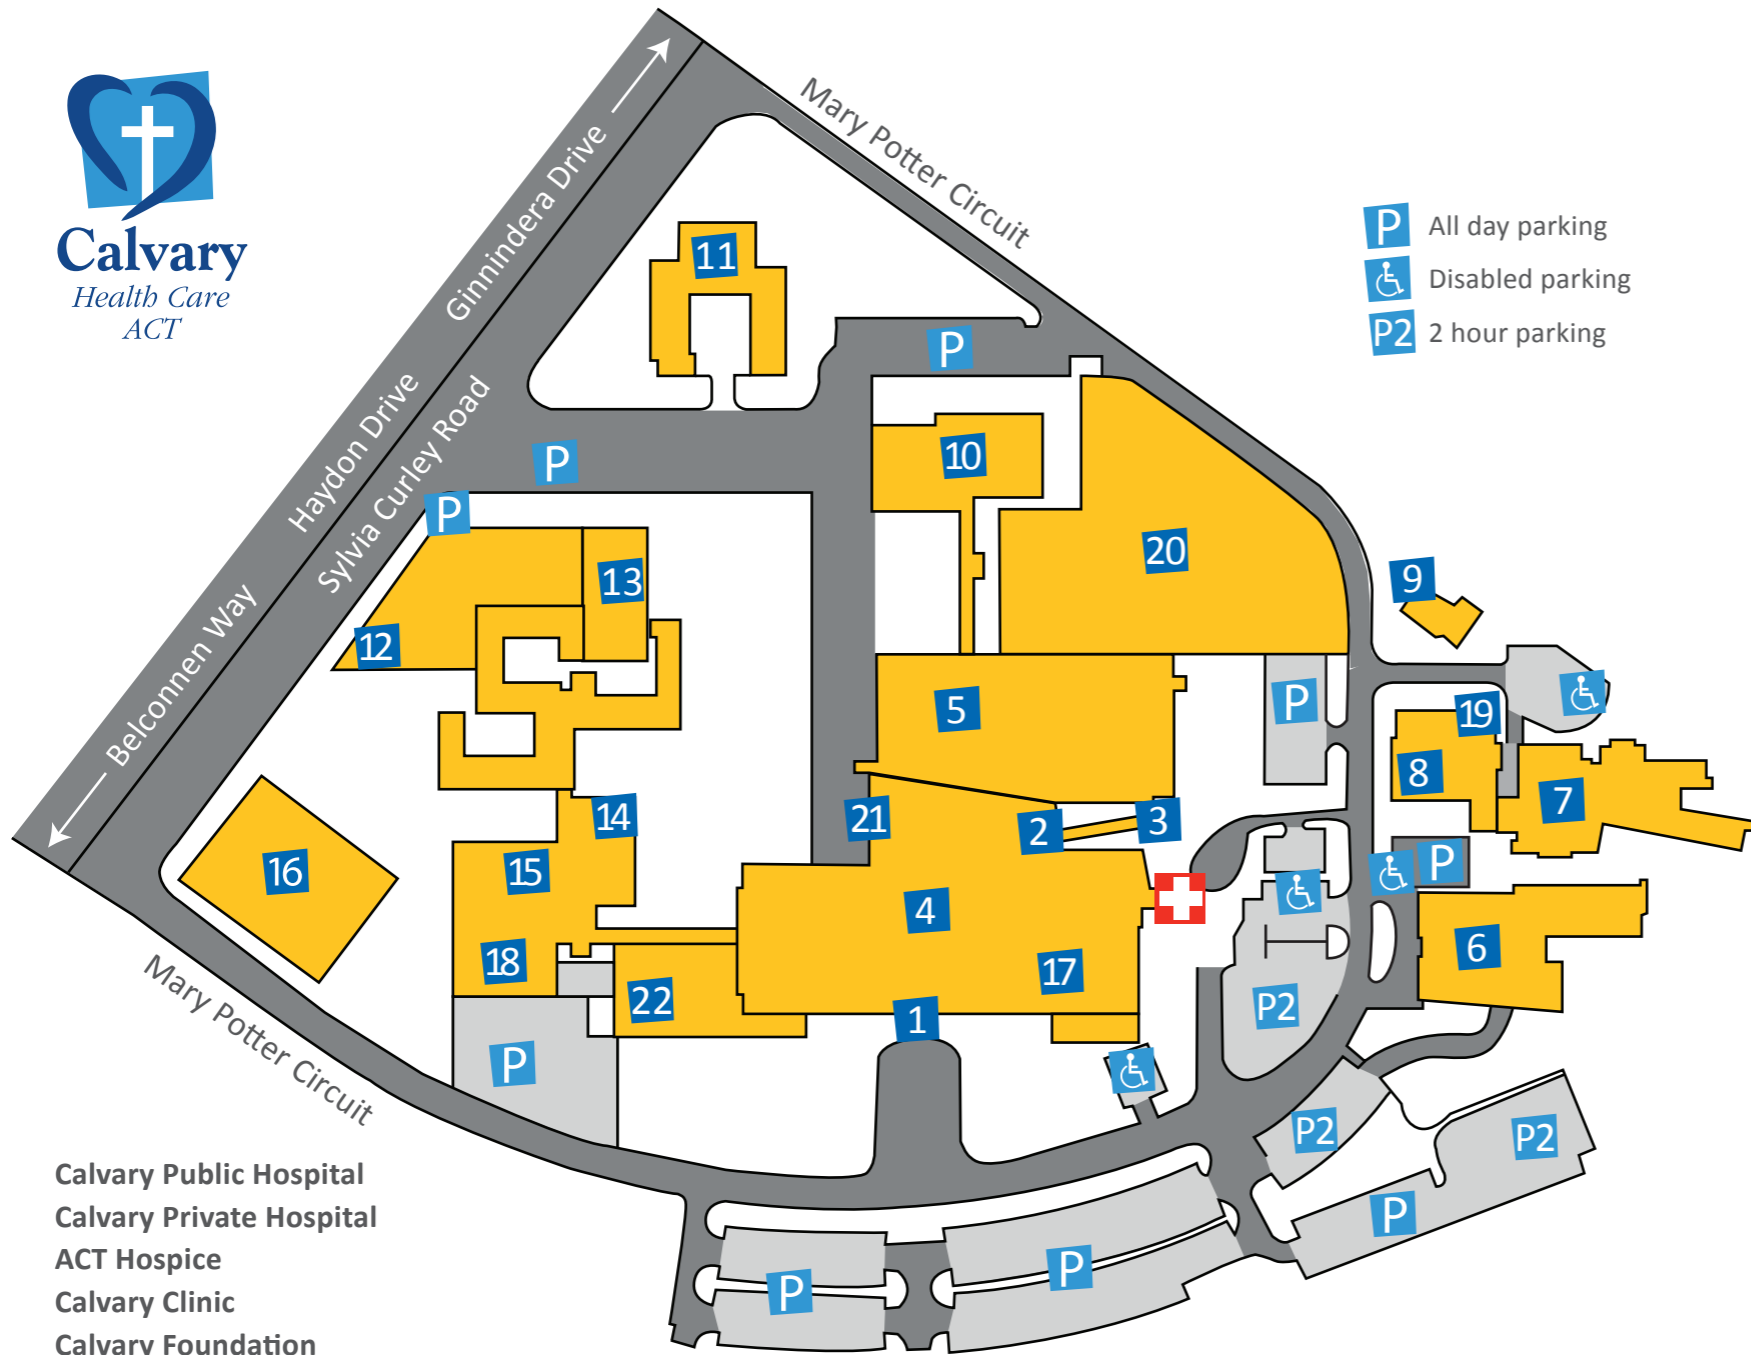 Calvary
Health Care
ACT
Mary Potter Circuit
Ginnindera Drive
Haydon Drive
Sylvia Curley Road
Belconnen Way
Mary Potter Circuit
P All day parking
Disabled parking
P2 2 hour parking
11
P
10
P
P
20
13
9
12
5
P
19
8
7
14
21
2
3
16
15
P
4
6
18
17
22
1
P2
P
P2
P2
P
P
P
Calvary Public Hospital
Calvary Private Hospital
ACT Hospice
Calvary Clinic
Calvary Foundation